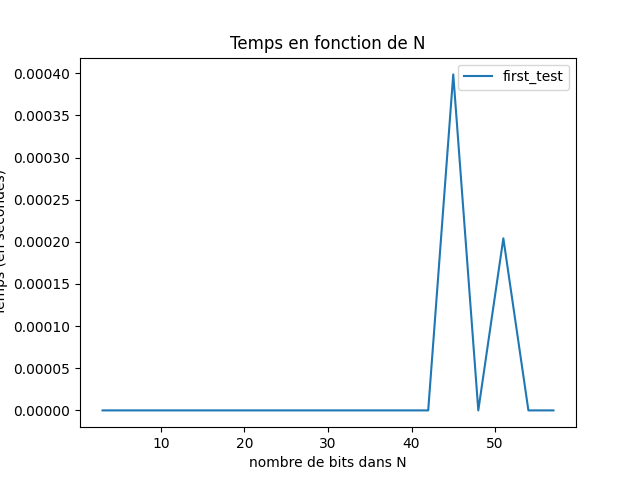 Temps en fonction de N
first_test
0.00040
0.00035
0.00030
0.00025
0.00020
0.00015
0.00010
0.00005
0.00000
(en secondes)
10 20 30 40 50
nombre de bits dans N